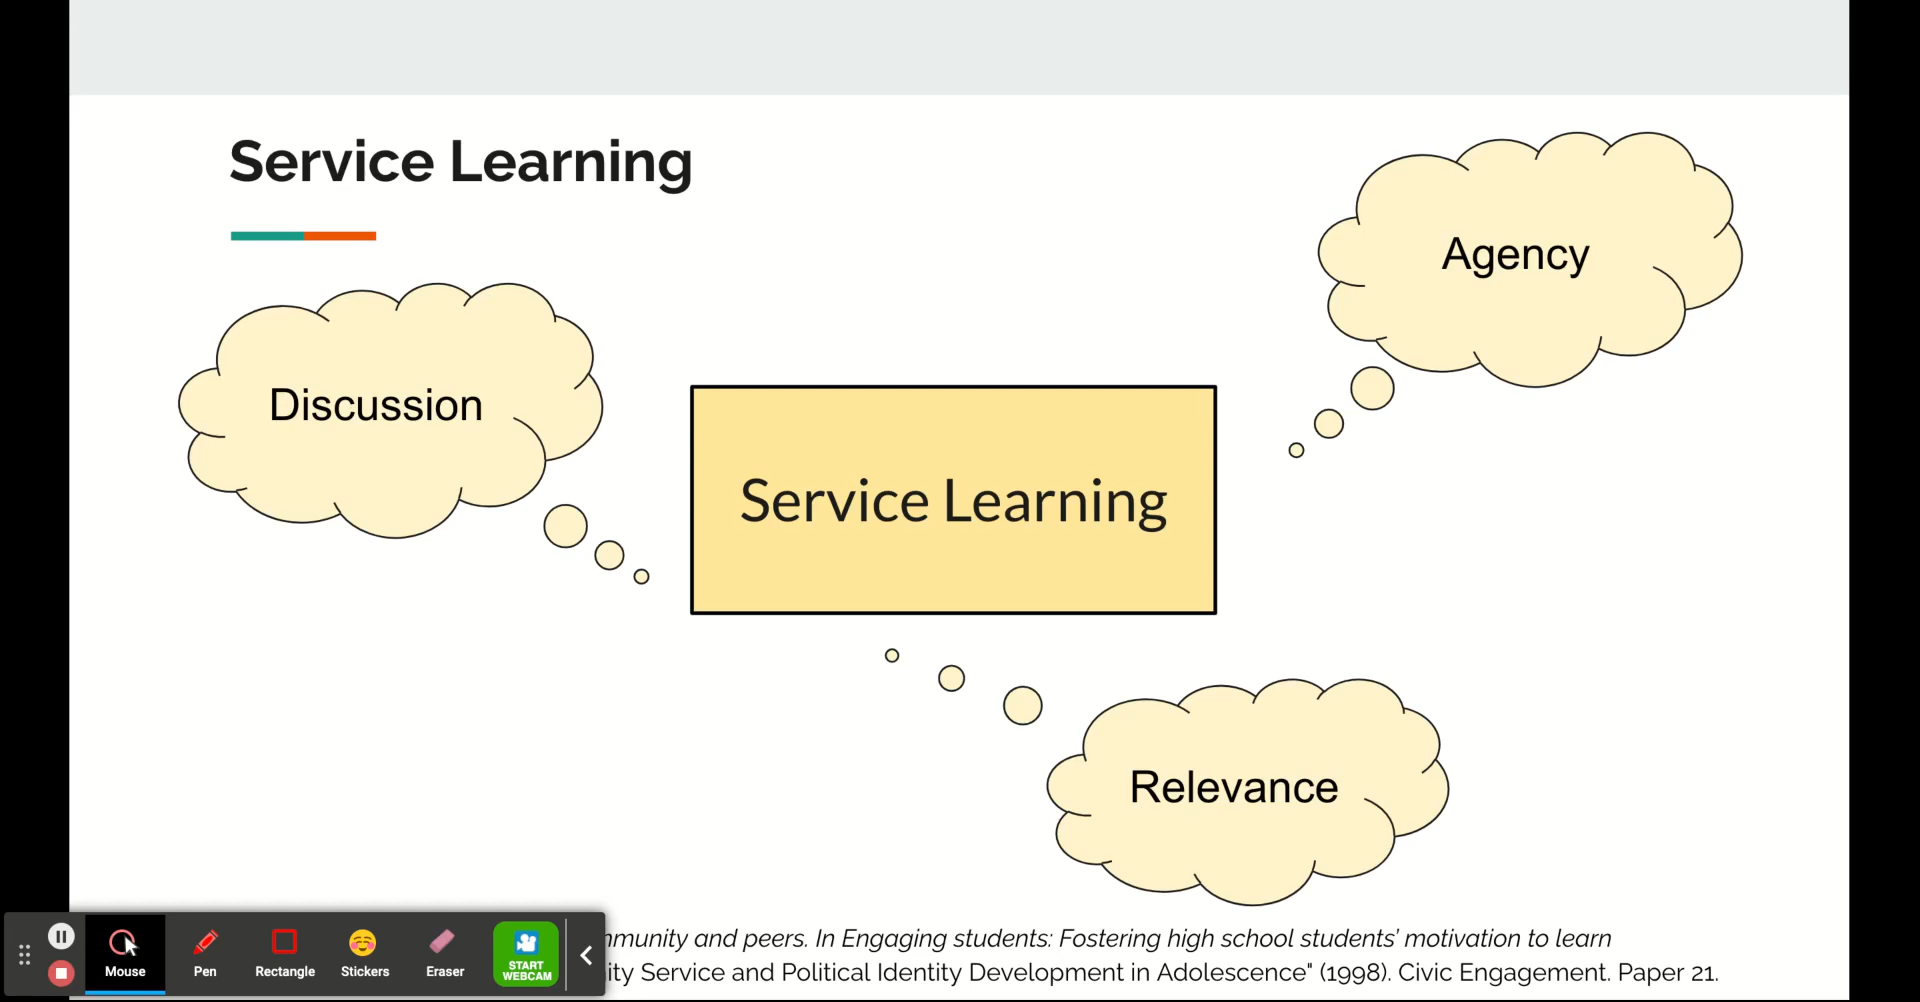 Service Learning
Agency
Discussion
Service Learning
Relevance
and peers. In Engaging students: Fostering high school students' motivation to learn
Service and Political Identity Development in Adolescence" (1998). Civic Engagement. Paper 21.
Mouse
Pen
Rectangle
Stickers
Eraser
START
WEBCAM